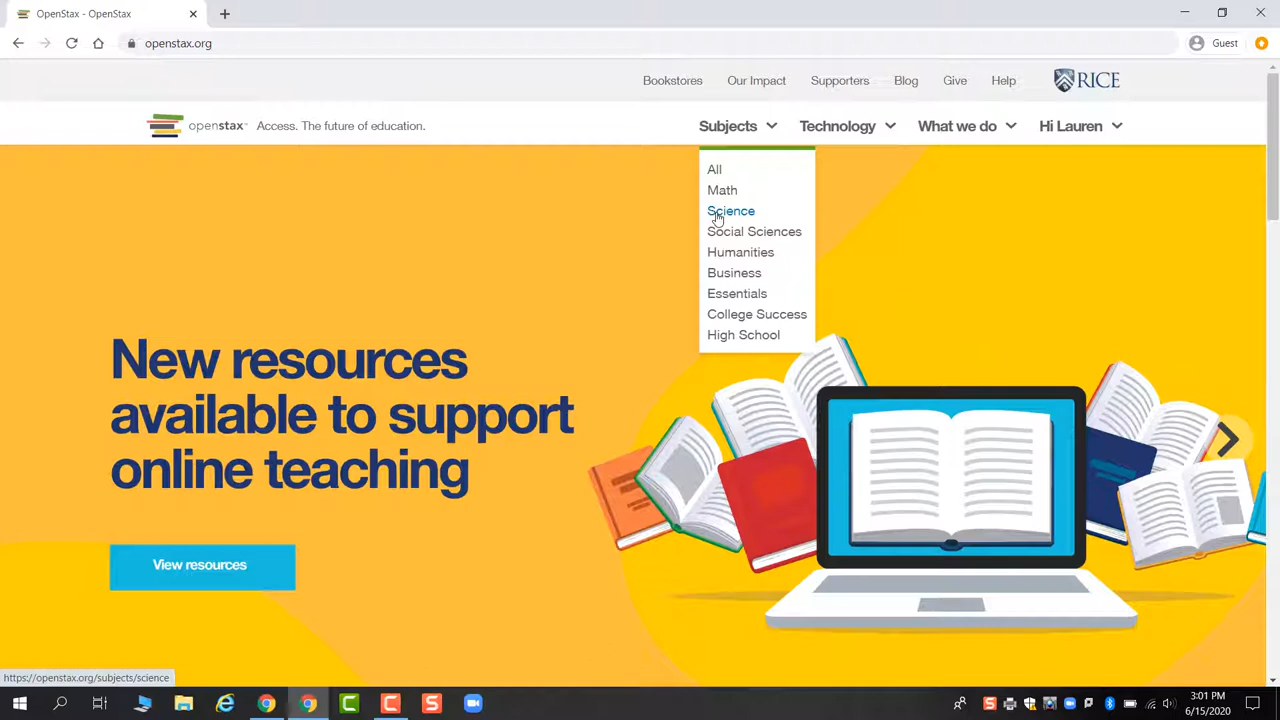 OpenStax - OpenStax
openstax.org
Guest
Bookstores Our Impact Supporters Blog Give Help RICE
openstax™ Access. The future of education. Subjects Technology What we do Hi Lauren
All
Math
Science
Social Sciences
Humanities
Business
Essentials
College Success
High School
New resources
available to support
online teaching
View resources
https://openstax.org/subjects/science
3:01 PM
6/15/2020